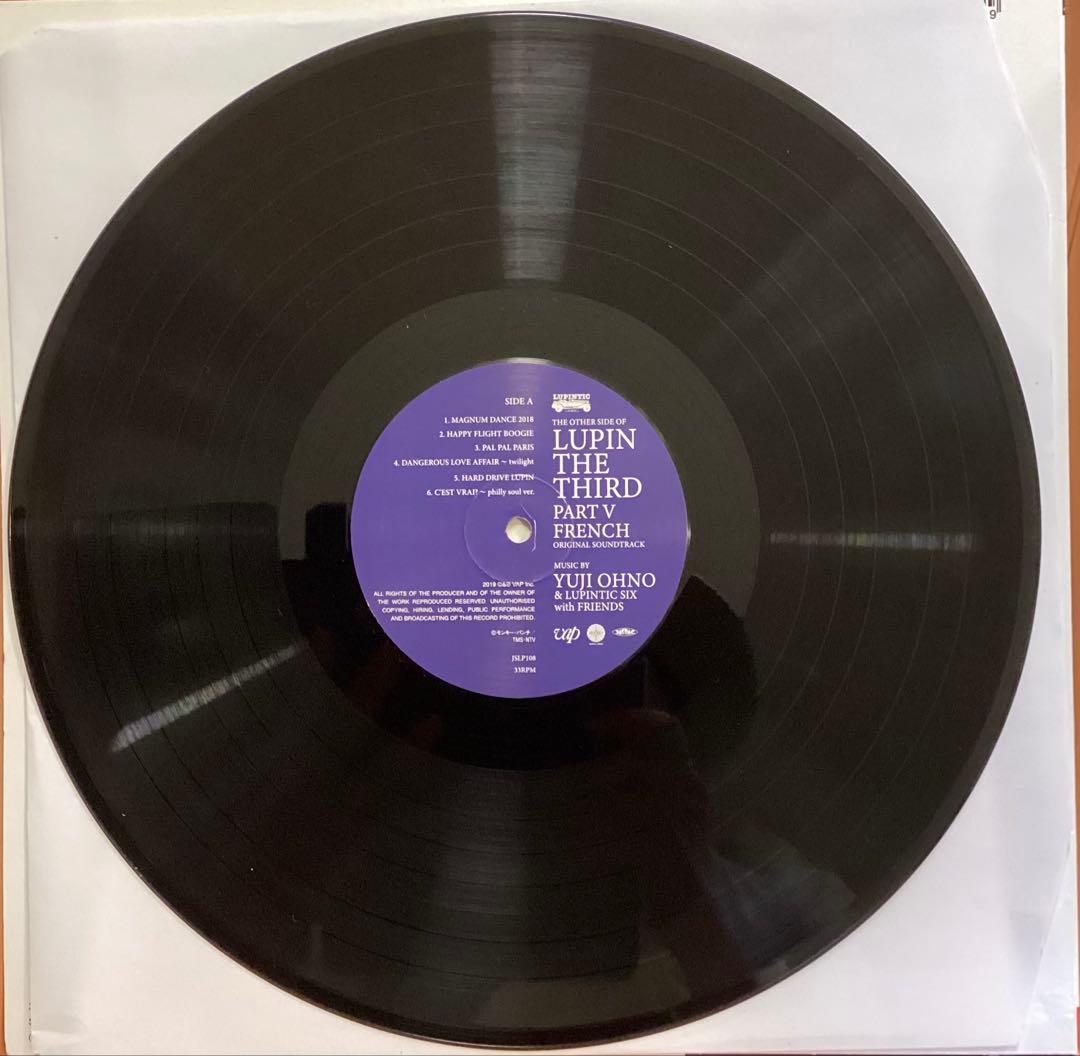 9
SIDE A
1. MAGNUM DANCE 2018
2. HAPPY FLIGHT BOOGIE
3. PAL PAL PARIS
4. DANGEROUS LOVE AFFAIR ~ twilight
5. HARD DRIVE LUPIN
6. C'EST VRAI? ~ philly soul ver.
2019 ©&℗ VAP Inc.
ALL RIGHTS OF THE PRODUCER AND OF THE OWNER OF
THE WORK REPRODUCED RESERVED. UNAUTHORISED
COPYING, HIRING, LENDING, PUBLIC PERFORMANCE
AND BROADCASTING OF THIS RECORD PROHIBITED.
©モンキー・パンチ /
TMS・NTV
JSLP108
33RPM
LUPINTIC
THE OTHER SIDE OF
LUPIN
THE
THIRD
PART V
FRENCH
ORIGINAL SOUNDTRACK
MUSIC BY
YUJI OHNO
& LUPINTIC SIX
with FRIENDS
vap